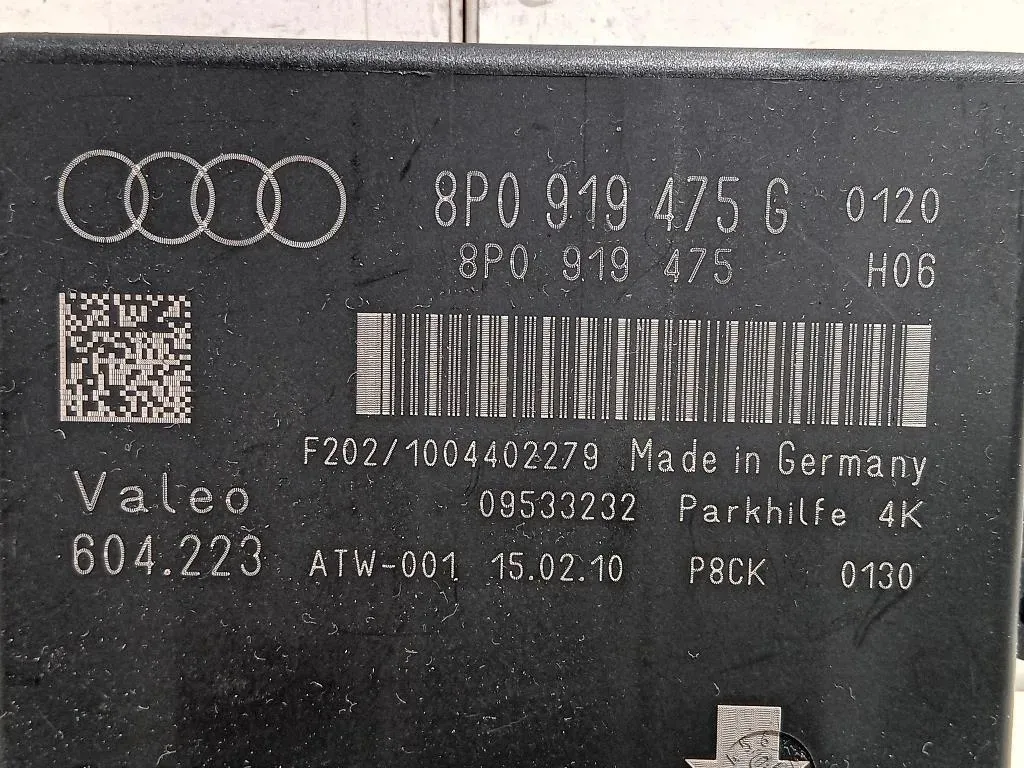 8P0 919 475 G 0120
8P0 919 475 H06
F202/1004402279 Made in Germany
Valeo 09533232 Parkhilfe 4K
604.223 ATW-001 15.02.10 P8CK 0130